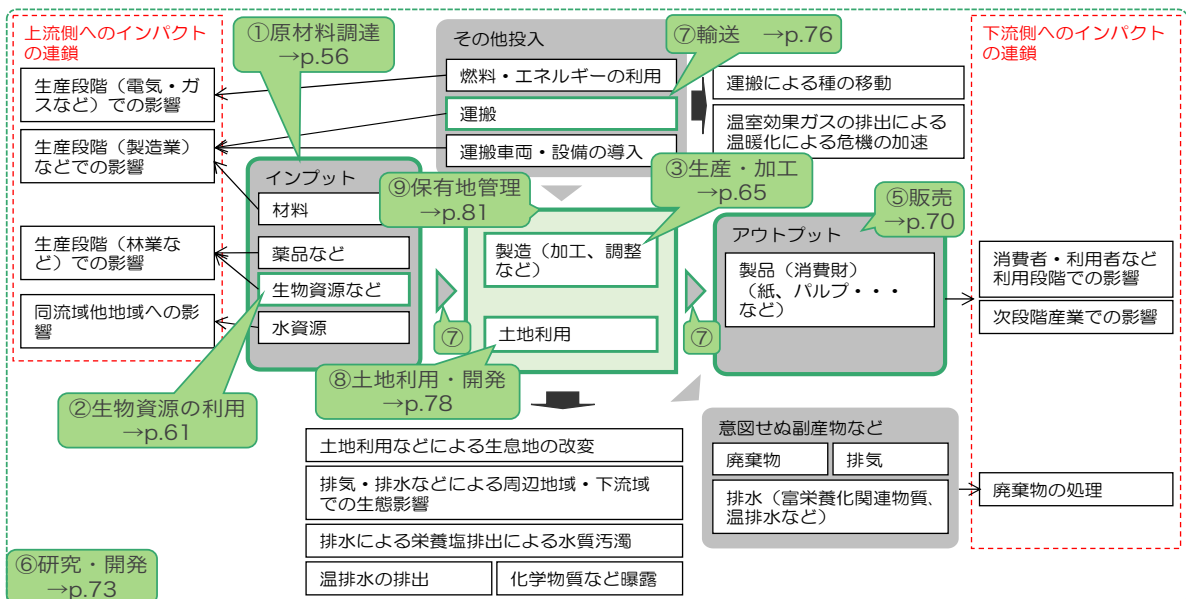 上流側へのインパクト
の連鎖
①原材料調達
→p.56
その他投入
⑦輸送 →p.76
下流側へのインパクト
の連鎖
生産段階（電気・ガ
スなど）での影響
燃料・エネルギーの利用
運搬
運搬車両・設備の導入
運搬による種の移動
温室効果ガスの排出による
温暖化による危機の加速
生産段階（製造業）
などでの影響
インプット
材料
薬品など
生物資源など
水資源
⑨保有地管理
→p.81
③生産・加工
→p.65
⑤販売
→p.70
生産段階（林業な
ど）での影響
同流域他地域への影
響
製造（加工、調整
など）
土地利用
アウトプット
製品（消費財）
（紙、パルプ・・・
など）
消費者・利用者など
利用段階での影響
次段階産業での影響
⑦
⑦
②生物資源の利用
→p.61
⑧土地利用・開発
→p.78
土地利用などによる生息地の改変
排気・排水などによる周辺地域・下流域
での生態影響
排水による栄養塩排出による水質汚濁
温排水の排出
化学物質など曝露
意図せぬ副産物など
廃棄物
排気
排水（富栄養化関連物質、
温排水など）
廃棄物の処理
⑥研究・開発
→p.73